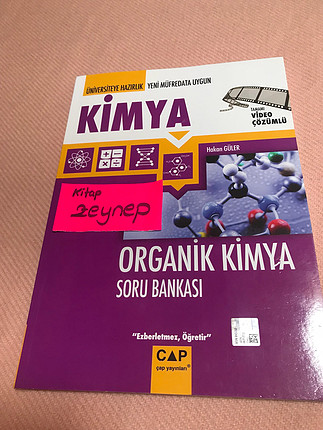 ÜNİVERSİTEYE HAZIRLIK / YENİ MÜFREDATA UYGUN
KİMYA
TAMAMI
VİDEO
ÇÖZÜMLÜ
Hakan GÜLER
Kitap
zeynep
ORGANİK KİMYA
SORU BANKASI
"Ezberletmez, Öğretir"
ÇAP
çap yayınları